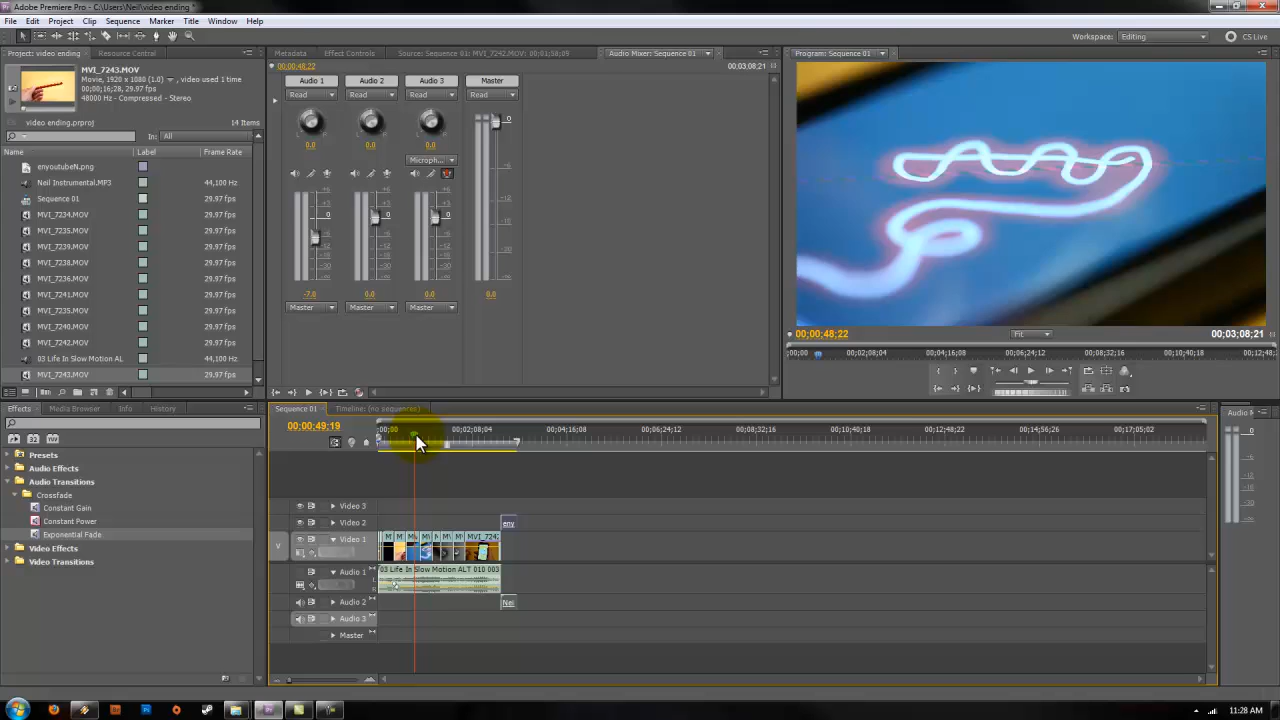 Adobe Premiere Pro - C:\Users\Neil\video ending *
File Edit Project Clip Sequence Marker Title Window Help
Workspace: Editing CS Live
Project: video ending Resource Central
MVI_7243.MOV
Movie, 1920 x 1080 (1.0) , video used 1 time
00;00;16;28, 29.97 fps
48000 Hz - Compressed - Stereo
video ending.prproj 14 Items
In: All
Name Label Frame Rate
enyoutubeN.png
Neil Instrumental.MP3 44,100 Hz
Sequence 01 29.97 fps
MVI_7234.MOV 29.97 fps
MVI_7235.MOV 29.97 fps
MVI_7239.MOV 29.97 fps
MVI_7238.MOV 29.97 fps
MVI_7236.MOV 29.97 fps
MVI_7241.MOV 29.97 fps
MVI_7235.MOV 29.97 fps
MVI_7240.MOV 29.97 fps
MVI_7242.MOV 29.97 fps
03 Life In Slow Motion AL 44,100 Hz
MVI_7243.MOV 29.97 fps
Metadata Effect Controls Source: Sequence 01: MVI_7242.MOV: 00;01;58;09 Audio Mixer: Sequence 01
00;00;48;22 00;03;08;21
Audio 1 Audio 2 Audio 3 Master
Read Read Read Read
L R L R L R
0.0 0.0 0.0
Microph...
-7.0 0.0 0.0 0.0
Master Master Master
Program: Sequence 01
00;00;48;22 Fit 00;03;08;21
;00;00 00;02;08;04 00;04;16;08 00;06;24;12 00;08;32;16 00;10;40;18 00;12;48;
Effects Media Browser Info History
Presets
Audio Effects
Audio Transitions
Crossfade
Constant Gain
Constant Power
Exponential Fade
Video Effects
Video Transitions
Sequence 01 Timeline: (no sequences)
00;00;49;19
;00;00 00;02;08;04 00;04;16;08 00;06;24;12 00;08;32;16 00;10;40;18 00;12;48;22 00;14;56;26 00;17;05;02
Video 3
Video 2 eny
V Video 1 MVI_724
Audio 1 03 Life In Slow Motion ALT 010 003
Audio 2 Nei
Audio 3
Master
Audio M
11:28 AM